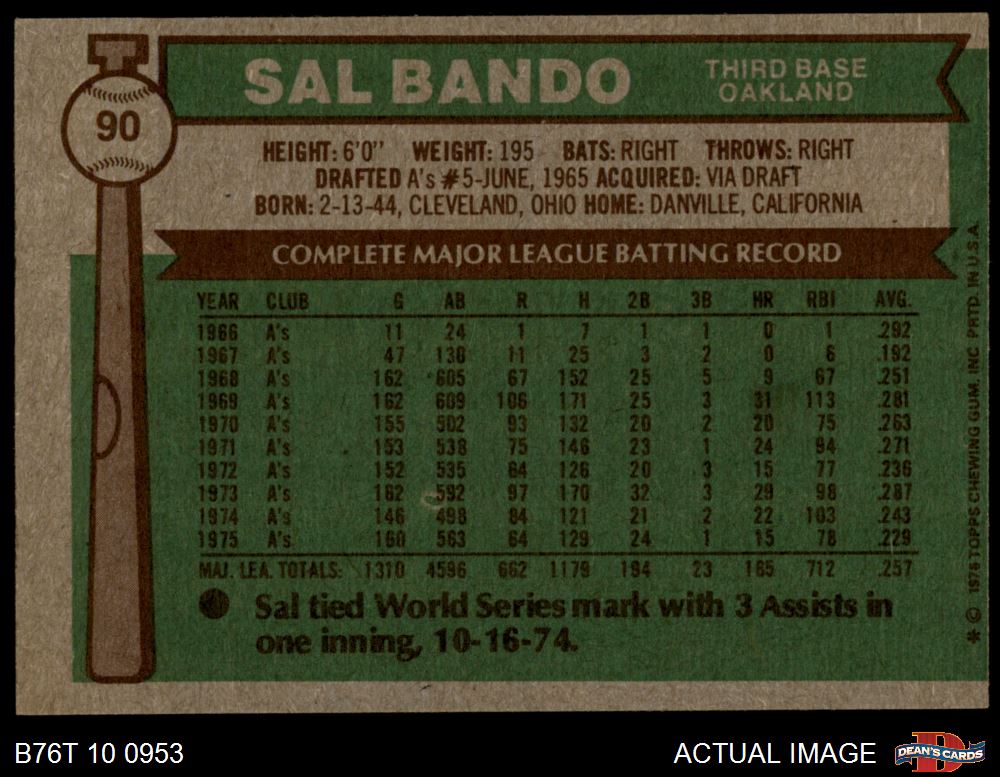 SAL BANDO
THIRD BASE
OAKLAND
90
HEIGHT: 6'0" WEIGHT: 195 BATS: RIGHT THROWS: RIGHT
DRAFTED A's #5-JUNE, 1965 ACQUIRED: VIA DRAFT
BORN: 2-13-44, CLEVELAND, OHIO HOME: DANVILLE, CALIFORNIA
COMPLETE MAJOR LEAGUE BATTING RECORD
YEAR CLUB G AB R H 2B 3B HR RBI AVG.
1966 A's 11 24 1 7 1 1 0 1 .292
1967 A's 47 130 11 25 3 2 0 6 .192
1968 A's 162 605 67 152 25 5 9 67 .251
1969 A's 162 609 106 171 25 3 31 113 .281
1970 A's 155 502 93 132 20 2 20 75 .263
1971 A's 153 538 75 146 23 1 24 94 .271
1972 A's 152 535 64 126 20 3 15 77 .236
1973 A's 162 592 97 170 32 3 29 98 .287
1974 A's 146 498 84 121 21 2 22 103 .243
1975 A's 160 563 64 129 24 1 15 78 .229
MAJ. LEA. TOTALS: 1310 4596 662 1179 194 23 165 712 .257
Sal tied World Series mark with 3 Assists in
one inning, 10-16-74.
* © 1976 TOPPS CHEWING GUM, INC. PRTD. IN U.S.A.
B76T 10 0953
ACTUAL IMAGE
D
DEAN'S CARDS